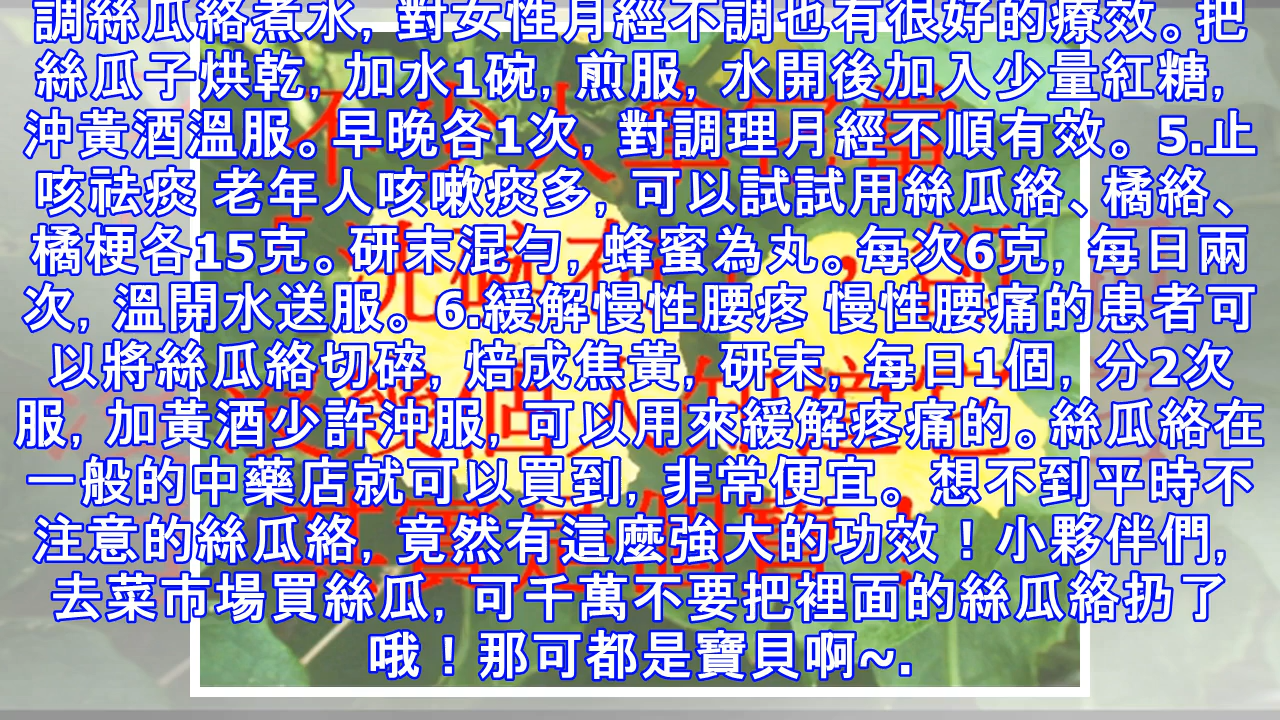 調絲瓜絡煮水, 對女性月經不調也有很好的療效。把
絲瓜子烘乾, 加水1碗, 煎服, 水開後加入少量紅糖,
沖黃酒溫服。早晚各1次, 對調理月經不順有效。5.止
咳祛痰 老年人咳嗽痰多, 可以試試用絲瓜絡、橘絡、
橘梗各15克。研末混勻, 蜂蜜為丸。每次6克, 每日兩
次, 溫開水送服。6.緩解慢性腰疼 慢性腰痛的患者可
以將絲瓜絡切碎, 焙成焦黃, 研末, 每日1個, 分2次
服, 加黃酒少許沖服, 可以用來緩解疼痛的。絲瓜絡在
一般的中藥店就可以買到, 非常便宜。想不到平時不
注意的絲瓜絡, 竟然有這麼強大的功效！小夥伴們,
去菜市場買絲瓜, 可千萬不要把裡面的絲瓜絡扔了
哦！那可都是寶貝啊~.